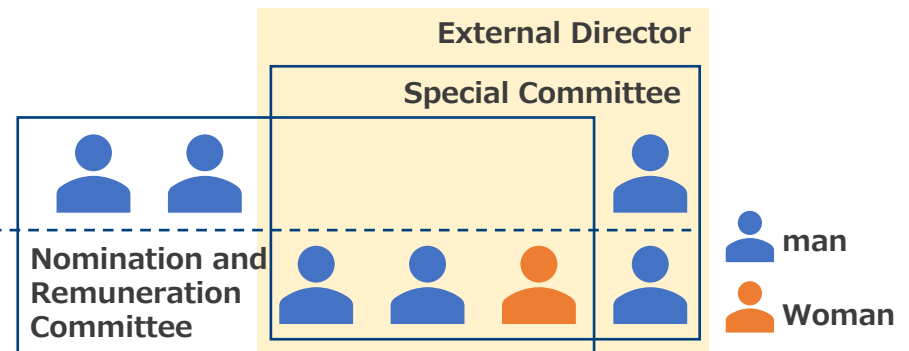 External Director
Special Committee
Nomination and
Remuneration
Committee
man
Woman